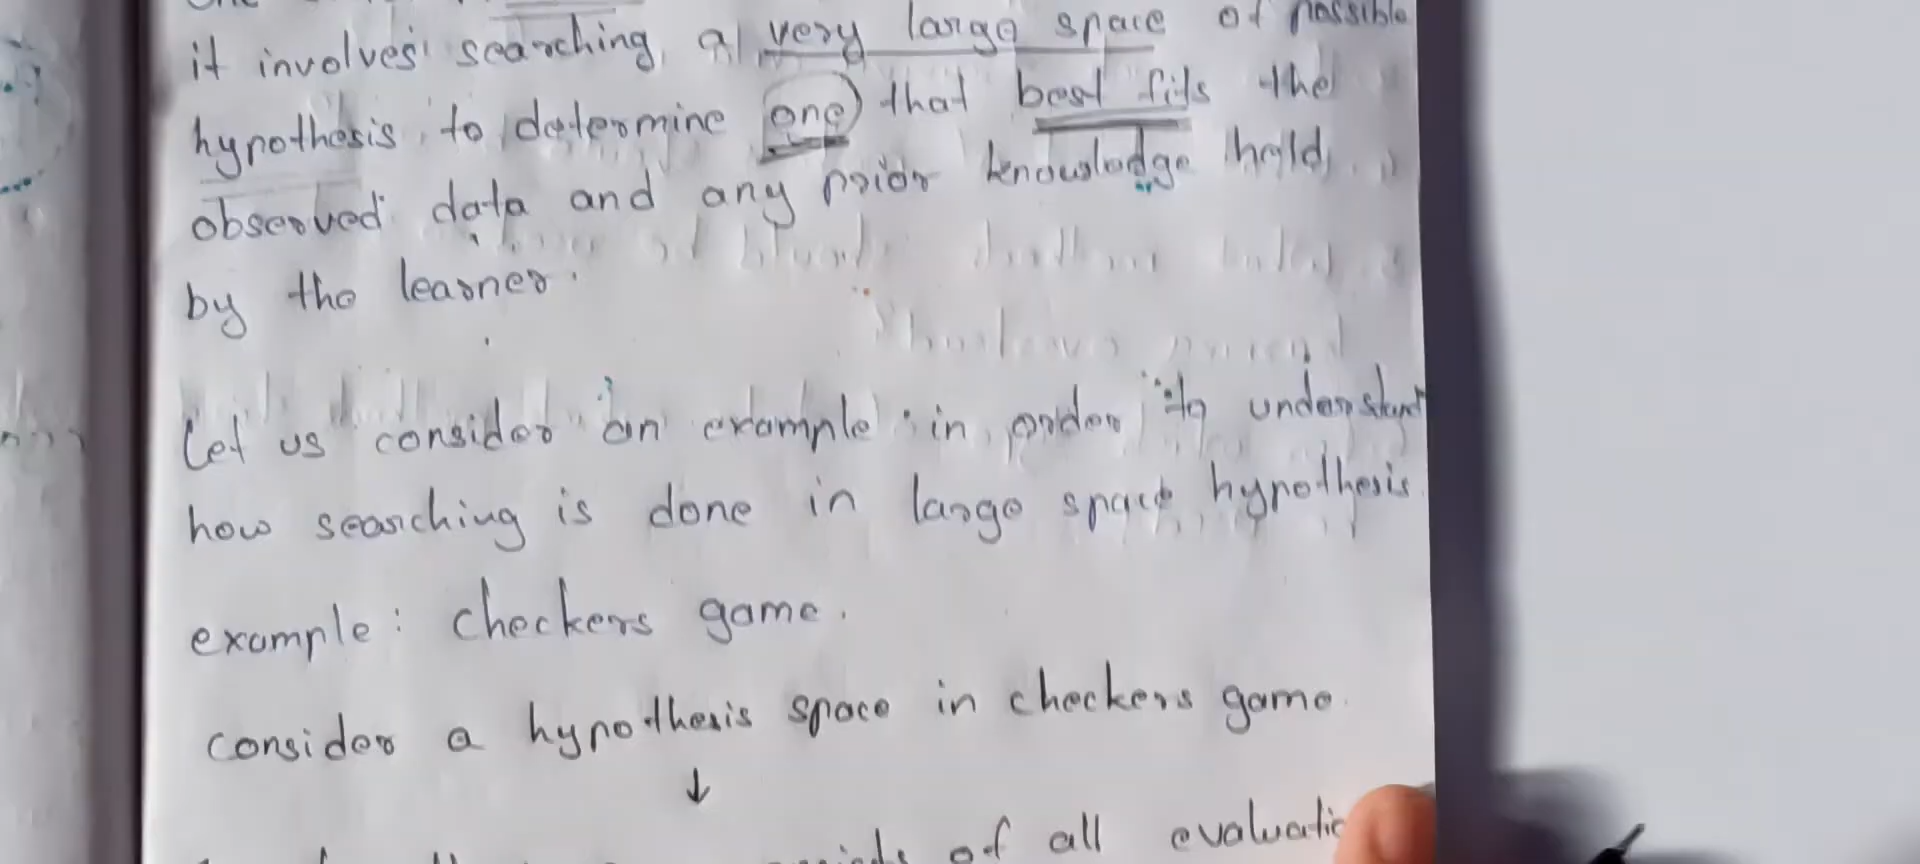 it involves searching a very large space of possible
hypothesis to determine one that best fits the
observed data and any prior knowledge held
by the learner.
Let us consider an example in order to understand
how searching is done in large space hypothesis
example: checkers game.
consider a hypothesis space in checkers game.
↓
of all evaluatio